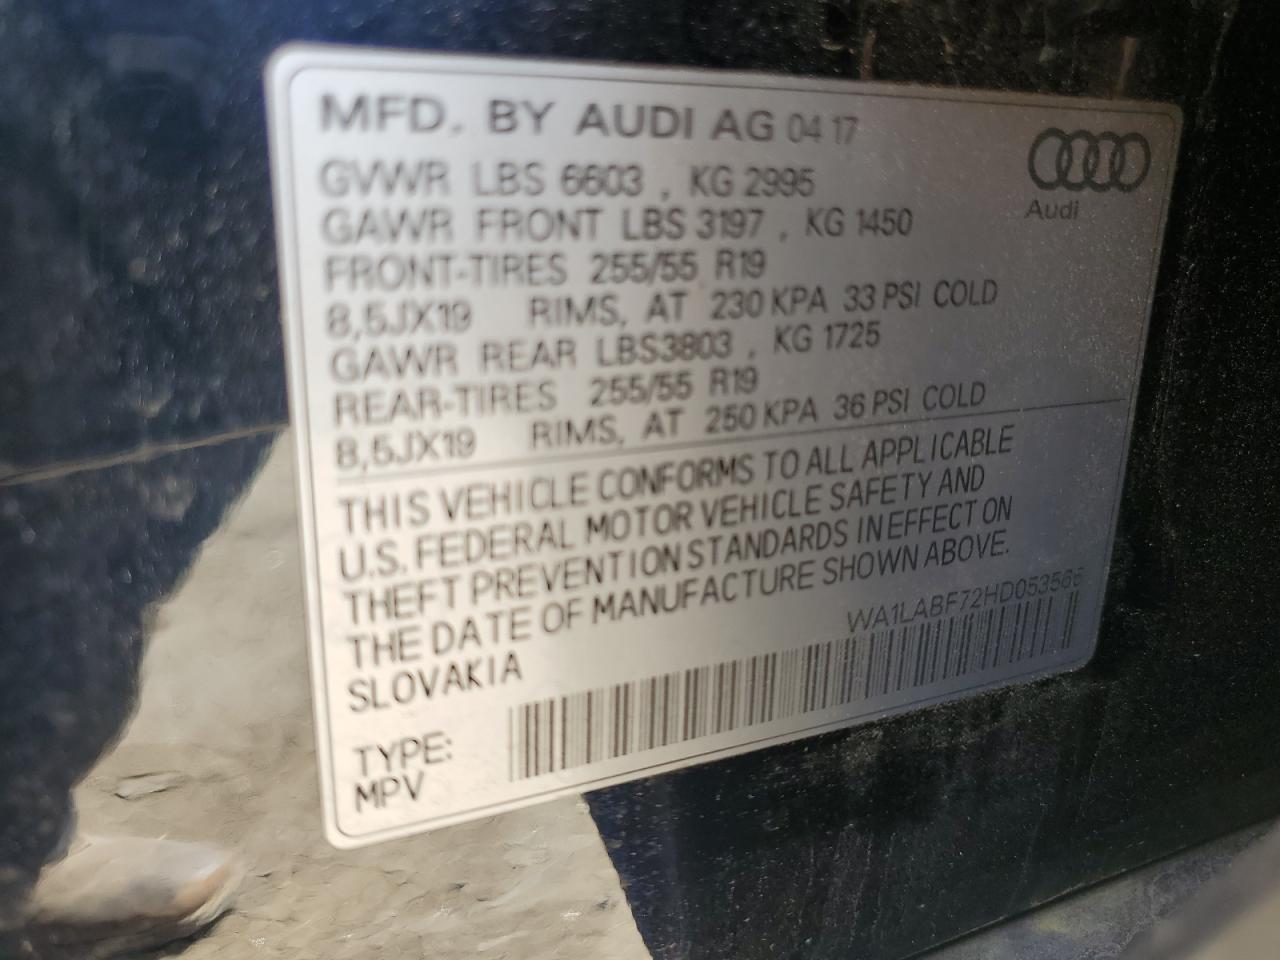 MFD. BY AUDI AG 04 17
GVWR LBS 6603 , KG 2995
GAWR FRONT LBS 3197 , KG 1450
FRONT-TIRES 255/55 R19
8,5JX19 RIMS, AT 230 KPA 33 PSI COLD
GAWR REAR LBS3803 , KG 1725
REAR-TIRES 255/55 R19
8,5JX19 RIMS, AT 250 KPA 36 PSI COLD
Audi
THIS VEHICLE CONFORMS TO ALL APPLICABLE
U.S. FEDERAL MOTOR VEHICLE SAFETY AND
THEFT PREVENTION STANDARDS IN EFFECT ON
THE DATE OF MANUFACTURE SHOWN ABOVE.
SLOVAKIA
TYPE:
MPV